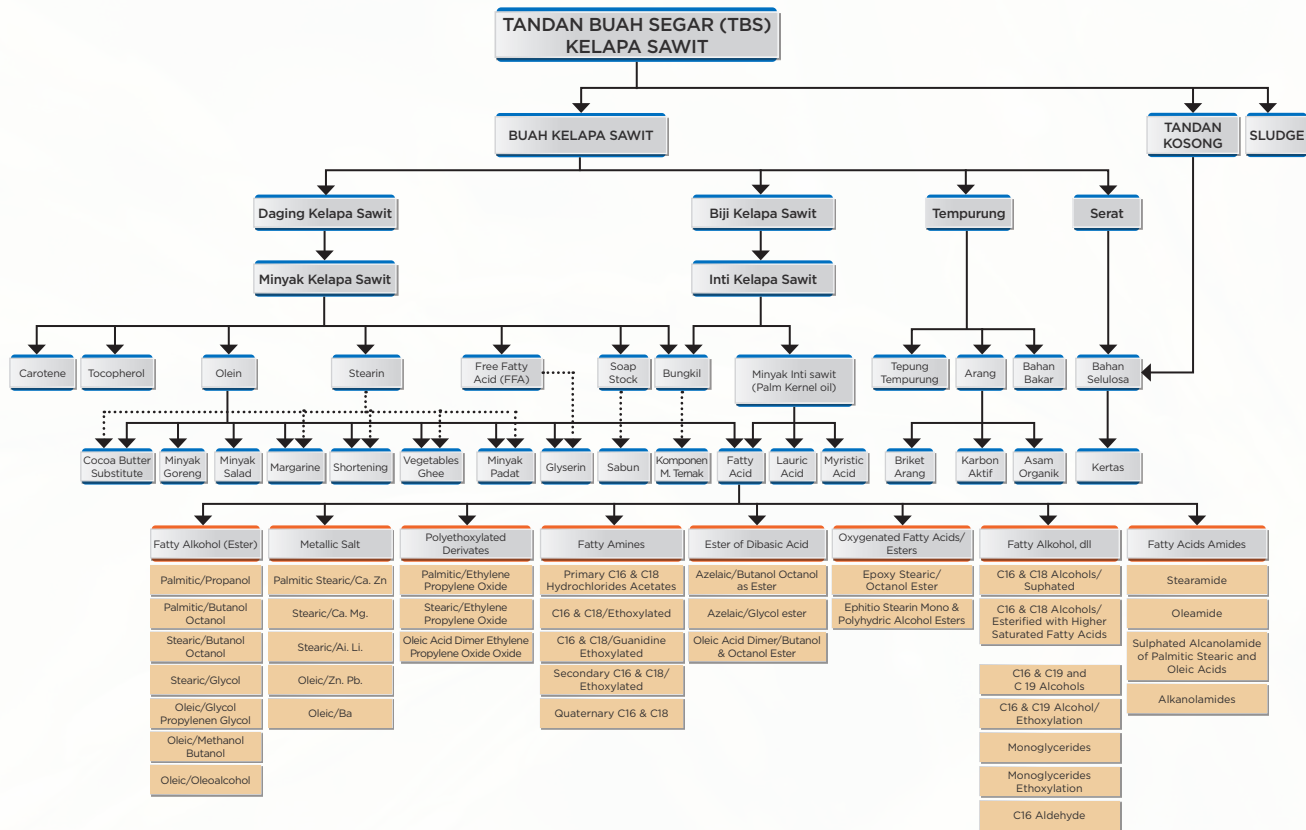 TANDAN BUAH SEGAR (TBS)
KELAPA SAWIT
BUAH KELAPA SAWIT
TANDAN
KOSONG
SLUDGE
Daging Kelapa Sawit
Biji Kelapa Sawit
Tempurung
Serat
Minyak Kelapa Sawit
Inti Kelapa Sawit
Carotene
Tocopherol
Olein
Stearin
Free Fatty
Acid (FFA)
Soap
Stock
Bungkil
Minyak Inti sawit
(Palm Kernel oil)
Tepung
Tempurung
Arang
Bahan
Bakar
Bahan
Selulosa
Cocoa Butter
Substitute
Minyak
Goreng
Minyak
Salad
Margarine
Shortening
Vegetables
Ghee
Minyak
Padat
Glyserin
Sabun
Komponen
M. Temak
Fatty
Acid
Lauric
Acid
Myristic
Acid
Briket
Arang
Karbon
Aktif
Asam
Organik
Kertas
Fatty Alkohol (Ester)
Palmitic/Propanol
Palmitic/Butanol
Octanol
Stearic/Butanol
Octanol
Stearic/Glycol
Oleic/Glycol
Propylenen Glycol
Oleic/Methanol
Butanol
Oleic/Oleoalcohol
Metallic Salt
Palmitic Stearic/Ca. Zn
Stearic/Ca. Mg.
Stearic/Ai. Li.
Oleic/Zn. Pb.
Oleic/Ba
Polyethoxylated
Derivates
Palmitic/Ethylene
Propylene Oxide
Stearic/Ethylene
Propylene Oxide
Oleic Acid Dimer Ethylene
Propylene Oxide Oxide
Fatty Amines
Primary C16 & C18
Hydrochlorides Acetates
C16 & C18/Ethoxylated
C16 & C18/Guanidine
Ethoxylated
Secondary C16 & C18/
Ethoxylated
Quaternary C16 & C18
Ester of Dibasic Acid
Azelaic/Butanol Octanol
as Ester
Azelaic/Glycol ester
Oleic Acid Dimer/Butanol
& Octanol Ester
Oxygenated Fatty Acids/
Esters
Epoxy Stearic/
Octanol Ester
Ephitio Stearin Mono &
Polyhydric Alcohol Esters
Fatty Alkohol, dll
C16 & C18 Alcohols/
Suphated
C16 & C18 Alcohols/
Esterified with Higher
Saturated Fatty Acids
C16 & C19 and
C 19 Alcohols
C16 & C19 Alcohol/
Ethoxylation
Monoglycerides
Monoglycerides
Ethoxylation
C16 Aldehyde
Fatty Acids Amides
Stearamide
Oleamide
Sulphated Alcanolamide
of Palmitic Stearic and
Oleic Acids
Alkanolamides